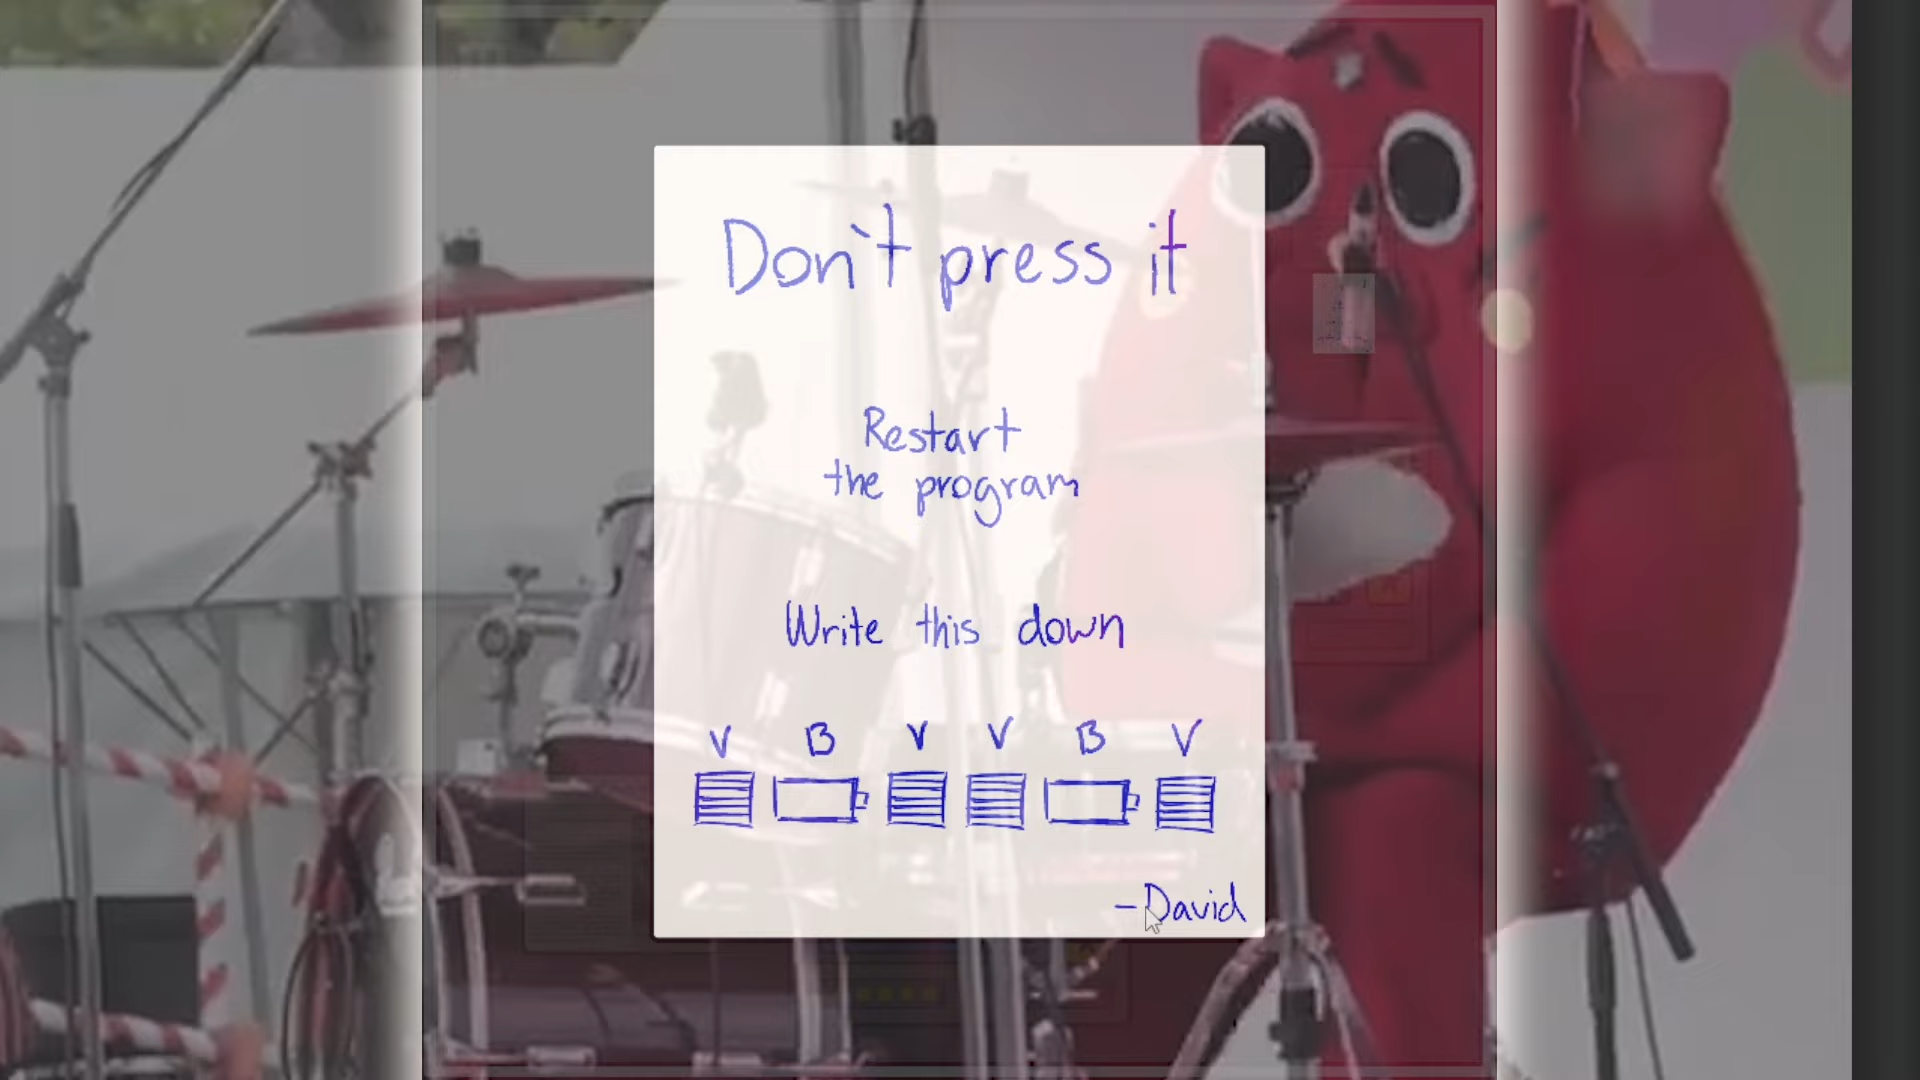 Don't press it
Restart
the program
Write this down
V B V V B V
-David